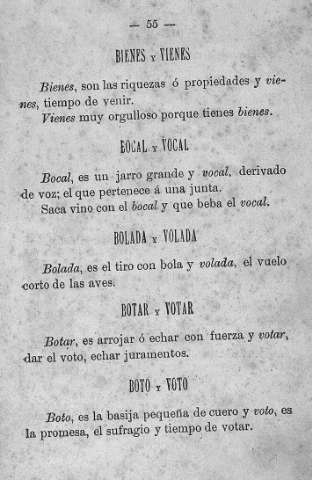 — 55 —
BIENES Y VIENES
Bienes, son las riquezas ó propiedades y vie-
nes, tiempo de venir.
Vienes muy orgulloso porque tienes bienes.
BOCAL Y VOCAL
Bocal, es un jarro grande y vocal, derivado
de voz; el que pertenece á una junta.
Saca vino con el bocal y que beba el vocal.
BOLADA Y VOLADA
Bolada, es el tiro con bola y volada, el vuelo
corto de las aves.
BOTAR Y VOTAR
Botar, es arrojar ó echar con fuerza y votar,
dar el voto, echar juramentos.
BOTO Y VOTO
Boto, es la basija pequeña de cuero y voto, es
la promesa, el sufragio y tiempo de votar.